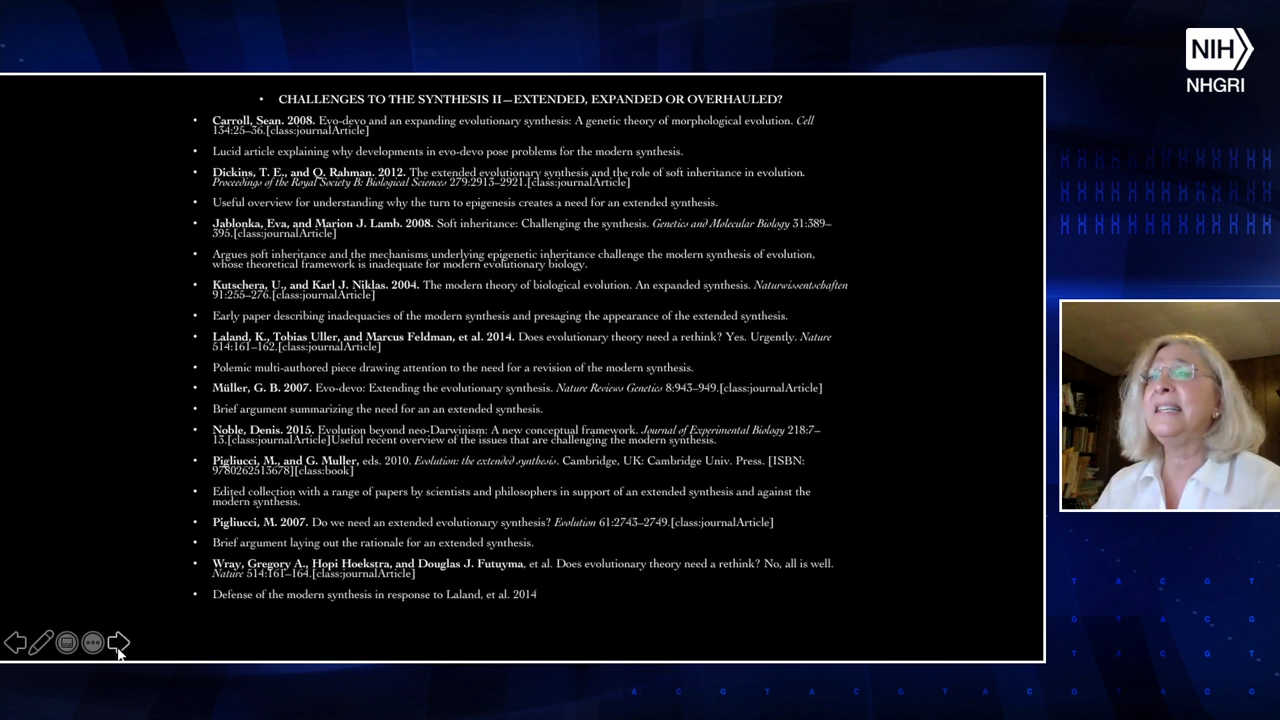 NIH
NHGRI
• CHALLENGES TO THE SYNTHESIS II—EXTENDED, EXPANDED OR OVERHAULED?
• Carroll, Sean. 2008. Evo-devo and an expanding evolutionary synthesis: A genetic theory of morphological evolution. Cell
134:25–36.[class:journalArticle]
• Lucid article explaining why developments in evo-devo pose problems for the modern synthesis.
• Dickins, T. E., and Q. Rahman. 2012. The extended evolutionary synthesis and the role of soft inheritance in evolution.
Proceedings of the Royal Society B: Biological Sciences 279:2913–2921.[class:journalArticle]
• Useful overview for understanding why the turn to epigenesis creates a need for an extended synthesis.
• Jablonka, Eva, and Marion J. Lamb. 2008. Soft inheritance: Challenging the synthesis. Genetics and Molecular Biology 31:389–
395.[class:journalArticle]
• Argues soft inheritance and the mechanisms underlying epigenetic inheritance challenge the modern synthesis of evolution,
whose theoretical framework is inadequate for modern evolutionary biology.
• Kutschera, U., and Karl J. Niklas. 2004. The modern theory of biological evolution. An expanded synthesis. Naturwissentschaften
91:255–276.[class:journalArticle]
• Early paper describing inadequacies of the modern synthesis and presaging the appearance of the extended synthesis.
• Laland, K., Tobias Uller, and Marcus Feldman, et al. 2014. Does evolutionary theory need a rethink? Yes. Urgently. Nature
514:161–162.[class:journalArticle]
• Polemic multi-authored piece drawing attention to the need for a revision of the modern synthesis.
• Müller, G. B. 2007. Evo-devo: Extending the evolutionary synthesis. Nature Reviews Genetics 8:943–949.[class:journalArticle]
• Brief argument summarizing the need for an an extended synthesis.
• Noble, Denis. 2015. Evolution beyond neo-Darwinism: A new conceptual framework. Journal of Experimental Biology 218:7–
13.[class:journalArticle]Useful recent overview of the issues that are challenging the modern synthesis.
• Pigliucci, M., and G. Muller, eds. 2010. Evolution: the extended synthesis. Cambridge, UK: Cambridge Univ. Press. [ISBN:
9780262513678][class:book]
• Edited collection with a range of papers by scientists and philosophers in support of an extended synthesis and against the
modern synthesis.
• Pigliucci, M. 2007. Do we need an extended evolutionary synthesis? Evolution 61:2743–2749.[class:journalArticle]
• Brief argument laying out the rationale for an extended synthesis.
• Wray, Gregory A., Hopi Hoekstra, and Douglas J. Futuyma, et al. Does evolutionary theory need a rethink? No, all is well.
Nature 514:161–164.[class:journalArticle]
• Defense of the modern synthesis in response to Laland, et al. 2014
T A C G T
G T A C G
T A C G T
A C G T A C G T A C G T A C G